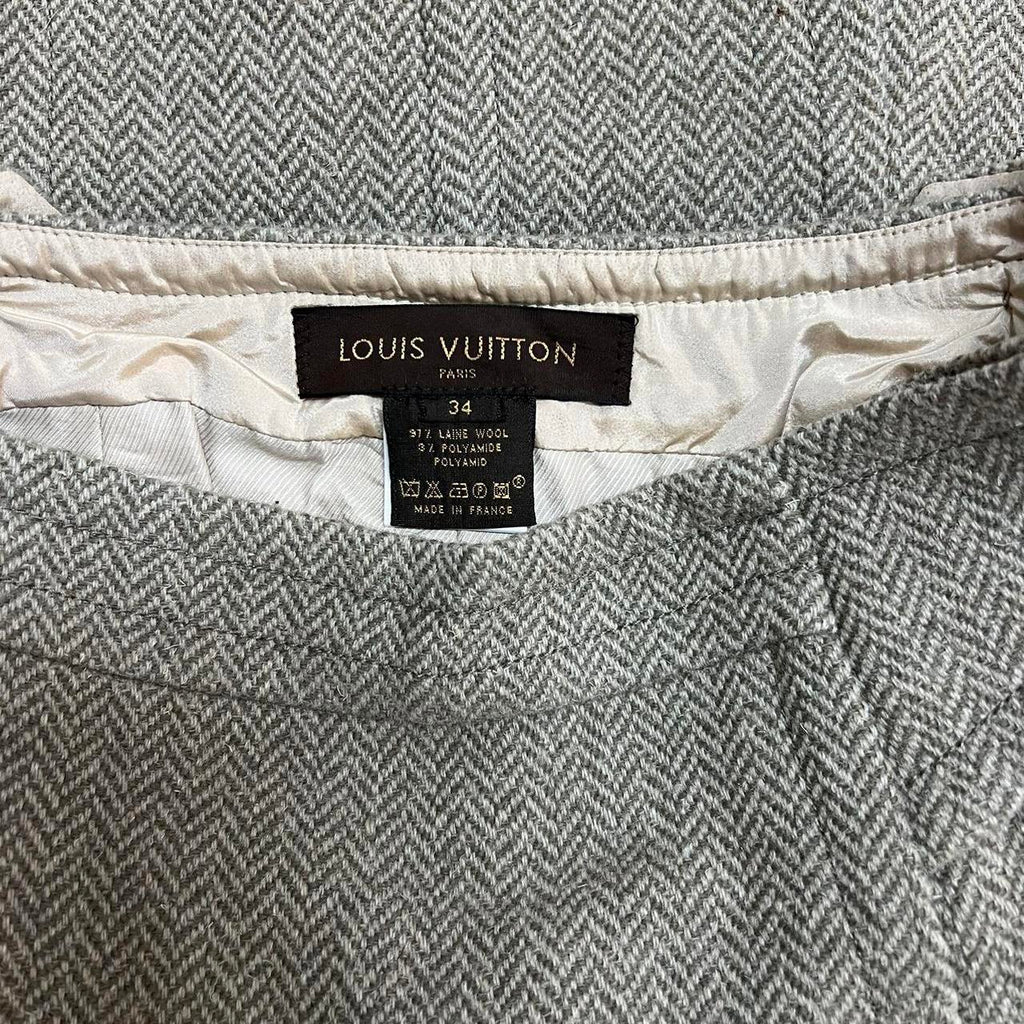 LOUIS VUITTON
PARIS
34
97% LAINE WOOL
3% POLYAMIDE
POLYAMID
MADE IN FRANCE